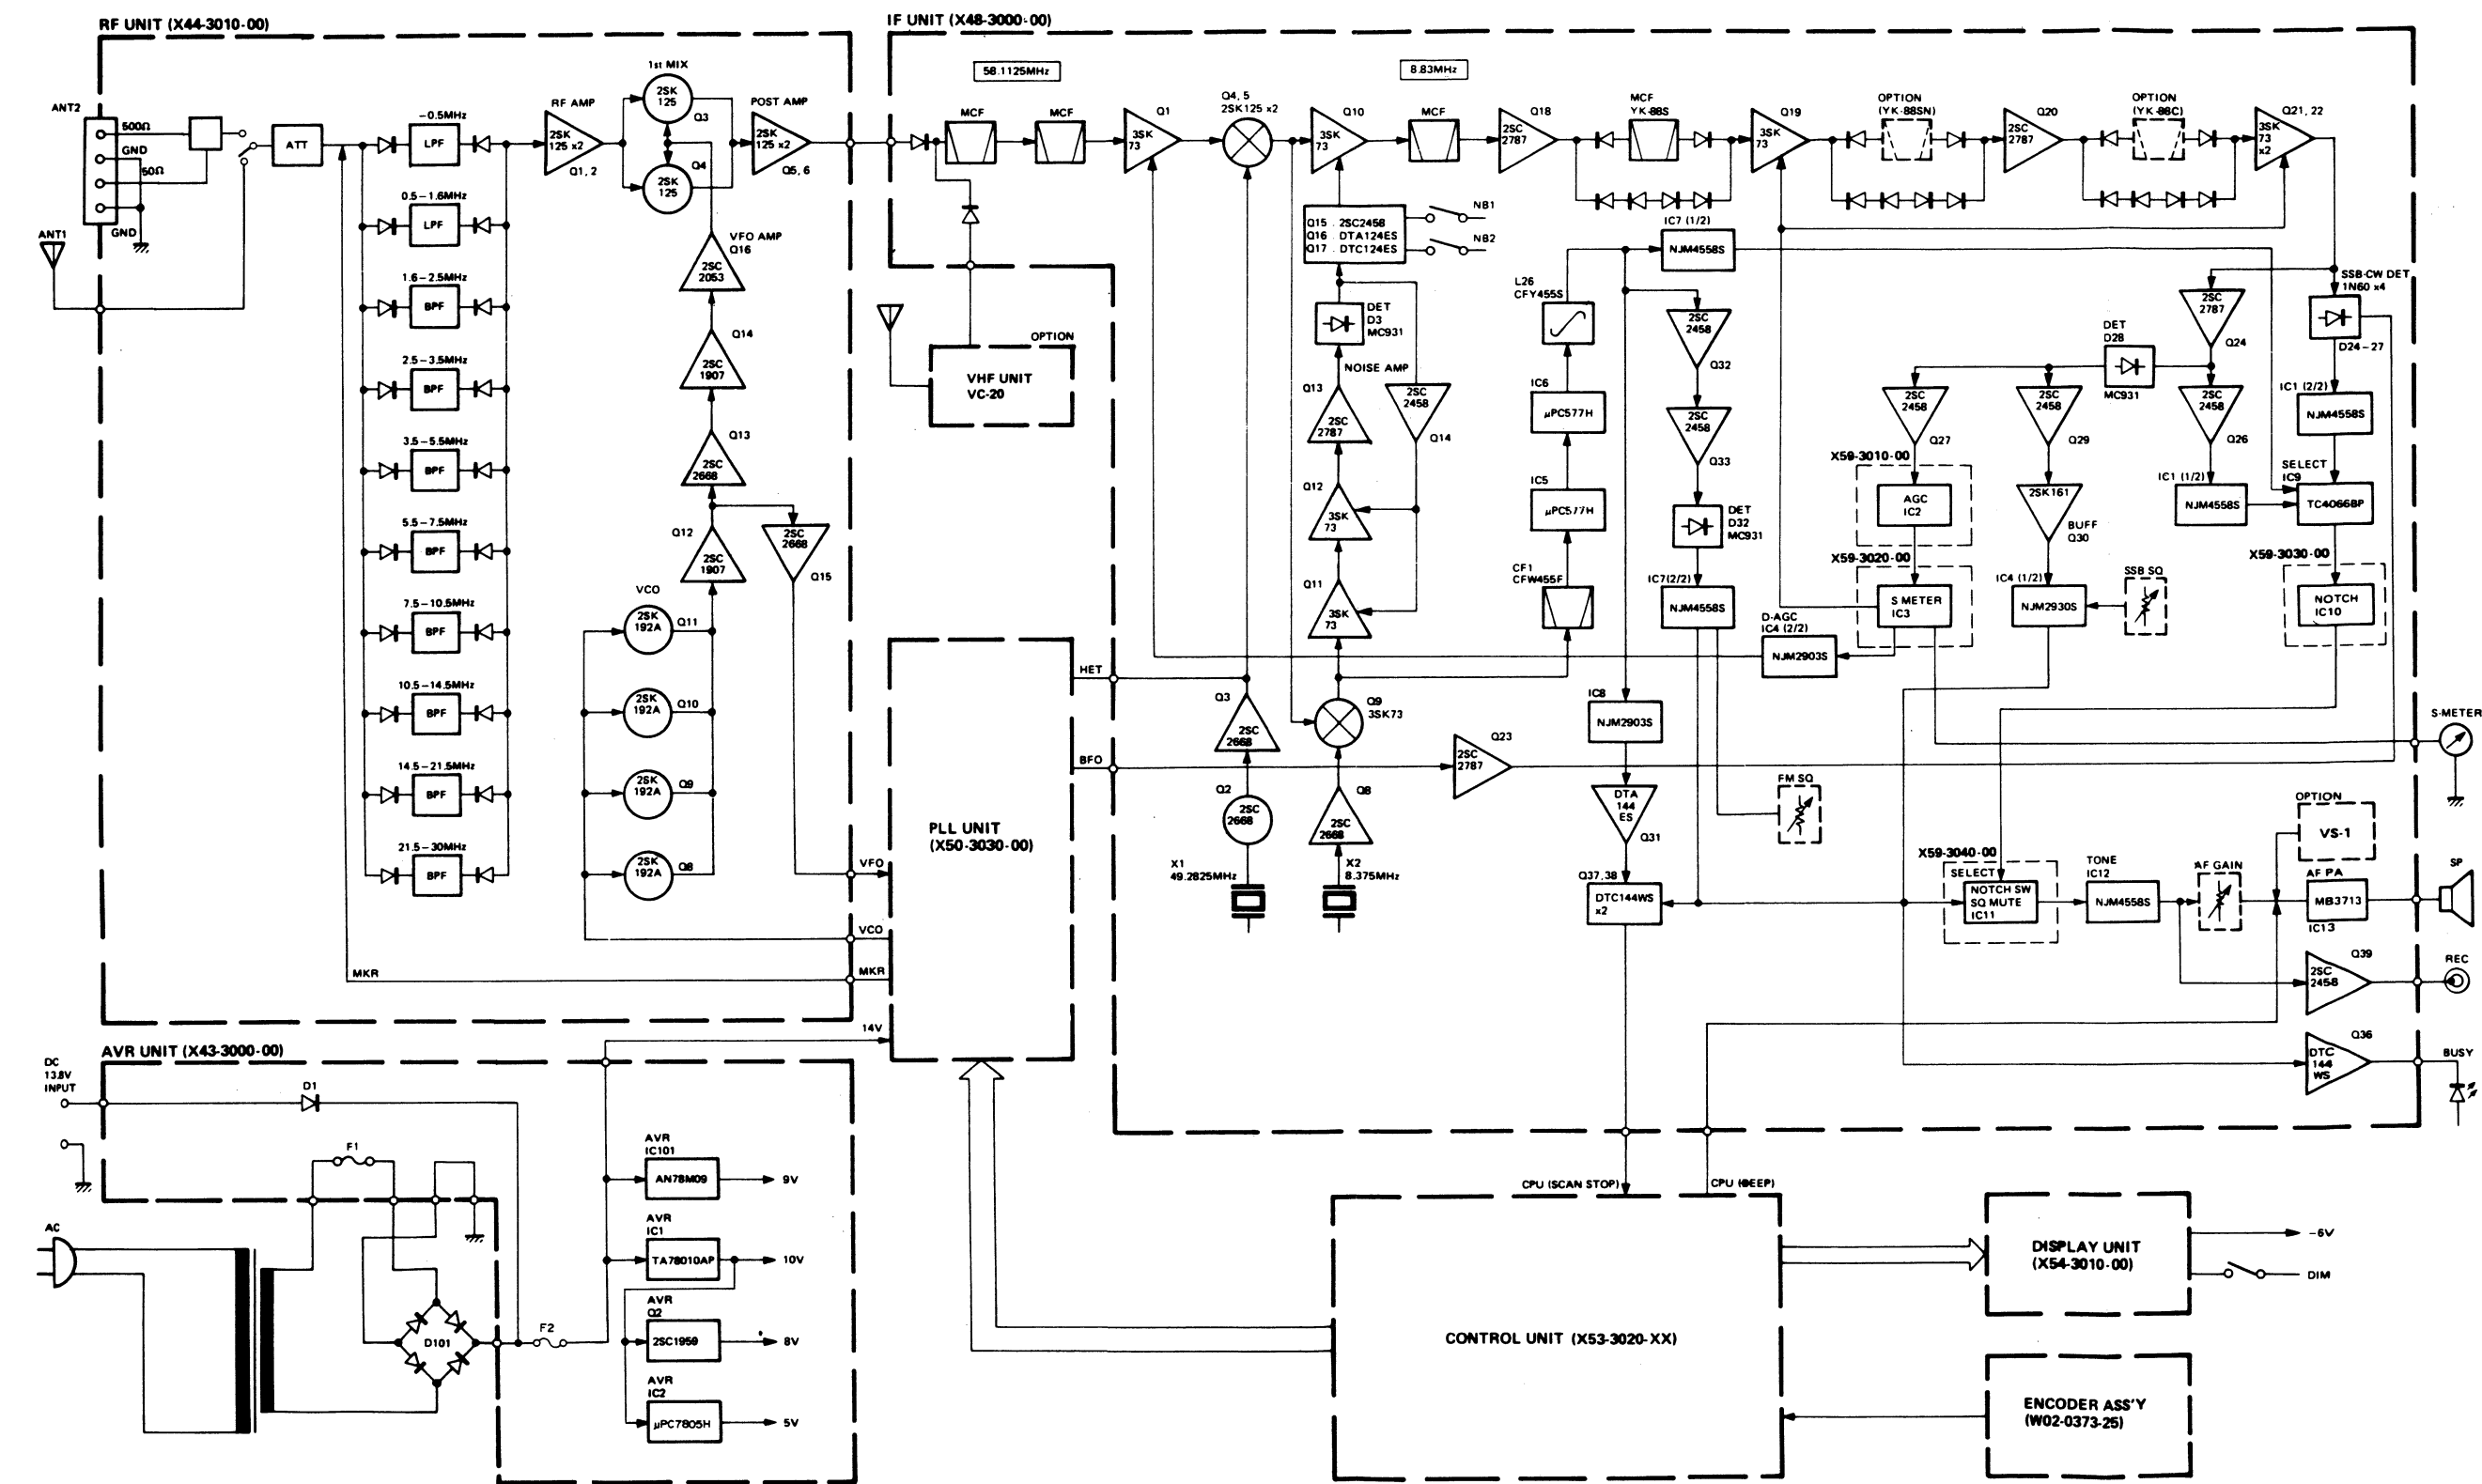 RF UNIT (X44-3010-00)
ANT2
500Ω
GND
50Ω
GND
ANT1
ATT
-0.5MHz
LPF
0.5-1.6MHz
LPF
1.6-2.5MHz
BPF
2.5-3.5MHz
BPF
3.5-5.5MHz
BPF
5.5-7.5MHz
BPF
7.5-10.5MHz
BPF
10.5-14.5MHz
BPF
14.5-21.5MHz
BPF
21.5-30MHz
BPF
RF AMP
2SK
125 x2
Q1, 2
1st MIX
2SK
125
Q3
Q4
2SK
125
POST AMP
2SK
125 x2
Q5, 6
VFO AMP
Q16
2SC
2053
Q14
2SC
1907
Q13
2SC
2668
Q12
2SC
1907
2SC
2668
Q15
VCO
2SK
192A
Q11
2SK
192A
Q10
2SK
192A
Q9
2SK
192A
Q8
VFO
VCO
MKR
MKR
14V
IF UNIT (X48-3000-00)
58.1125MHz
8.83MHz
MCF
MCF
Q1
3SK
73
Q4, 5
2SK125 x2
Q10
3SK
73
MCF
Q18
2SC
2787
MCF
YK-88S
Q19
3SK
73
OPTION
(YK-88SN)
Q20
2SC
2787
OPTION
(YK-88C)
Q21, 22
3SK
73
x2
Q15 . 2SC2458
Q16 . DTA124ES
Q17 . DTC124ES
NB1
NB2
IC7 (1/2)
NJM4558S
DET
D3
MC931
NOISE AMP
Q13
2SC
2787
2SC
2458
Q14
Q12
3SK
73
Q11
3SK
73
Q9
3SK73
Q8
2SC
2668
X2
8.375MHz
Q3
2SC
2668
Q2
2SC
2668
X1
49.2825MHz
L26
CFY455S
IC6
μPC577H
IC5
μPC577H
CF1
CFW455F
2SC
2458
Q32
2SC
2458
Q33
DET
D32
MC931
IC7(2/2)
NJM4558S
D-AGC
IC4 (2/2)
NJM2903S
IC8
NJM2903S
DTA
144
ES
Q31
Q37, 38
DTC144WS
x2
FM SQ
Q23
2SC
2787
SSB·CW DET
1N60 x4
D24-27
2SC
2787
Q24
DET
D28
MC931
2SC
2458
Q27
2SC
2458
Q29
2SC
2458
Q26
IC1 (2/2)
NJM4558S
X59-3010-00
AGC
IC2
X59-3020-00
S METER
IC3
2SK161
BUFF
Q30
IC4 (1/2)
NJM2930S
SSB SQ
IC1 (1/2)
NJM4558S
SELECT
IC9
TC4066BP
X59-3030-00
NOTCH
IC10
S-METER
OPTION
VS-1
X59-3040-00
SELECT
NOTCH SW
SQ MUTE
IC11
TONE
IC12
NJM4558S
AF GAIN
AF PA
MB3713
IC13
SP
Q39
2SC
2458
REC
Q36
DTC
144
WS
BUSY
OPTION
VHF UNIT
VC-20
PLL UNIT
(X50-3030-00)
HET
BFO
AVR UNIT (X43-3000-00)
DC
13.8V
INPUT
D1
F1
AC
D101
F2
AVR
IC101
AN78M09
9V
AVR
IC1
TA78010AP
10V
AVR
Q2
2SC1959
8V
AVR
IC2
μPC7805H
5V
CPU (SCAN STOP)
CPU (BEEP)
CONTROL UNIT (X53-3020-XX)
DISPLAY UNIT
(X54-3010-00)
-6V
DIM
ENCODER ASS'Y
(W02-0373-25)